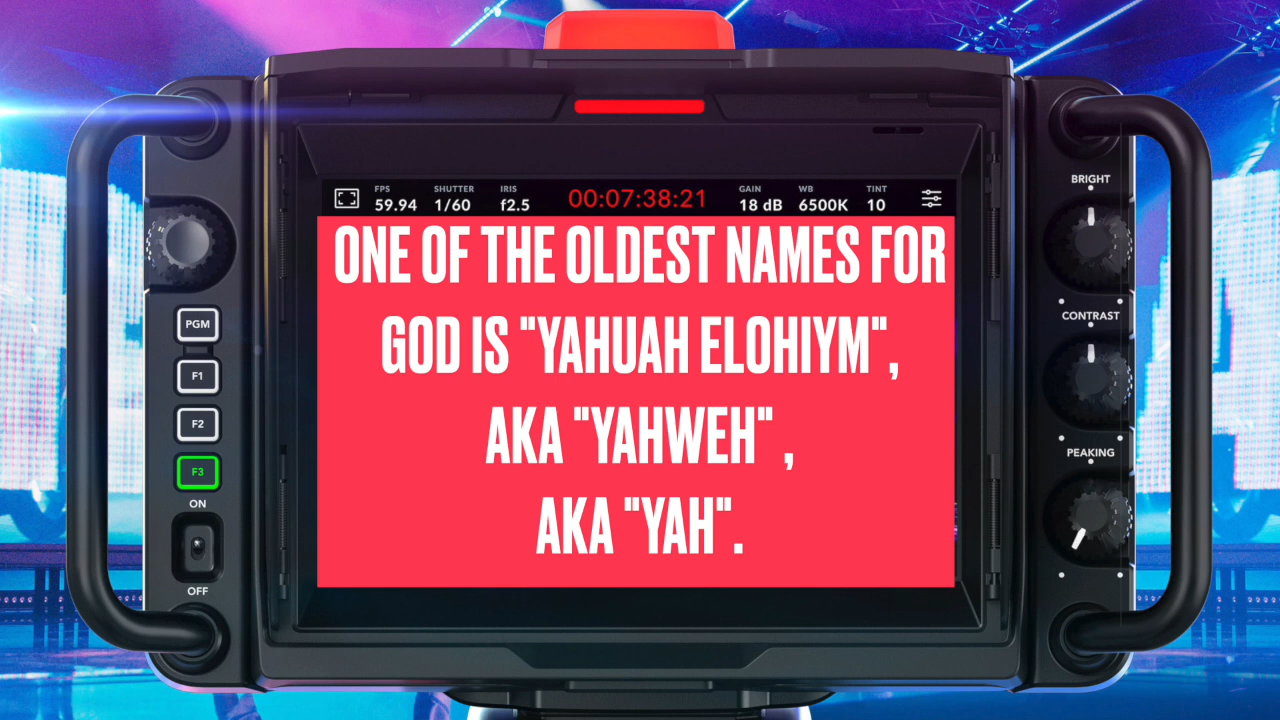 FPS 59.94
SHUTTER 1/60
IRIS f2.5
00:07:38:21
GAIN 18 dB
WB 6500K
TINT 10
ONE OF THE OLDEST NAMES FOR
GOD IS "YAHUAH ELOHIYM",
AKA "YAHWEH" ,
AKA "YAH".
PGM
F1
F2
F3
ON
OFF
BRIGHT
CONTRAST
PEAKING